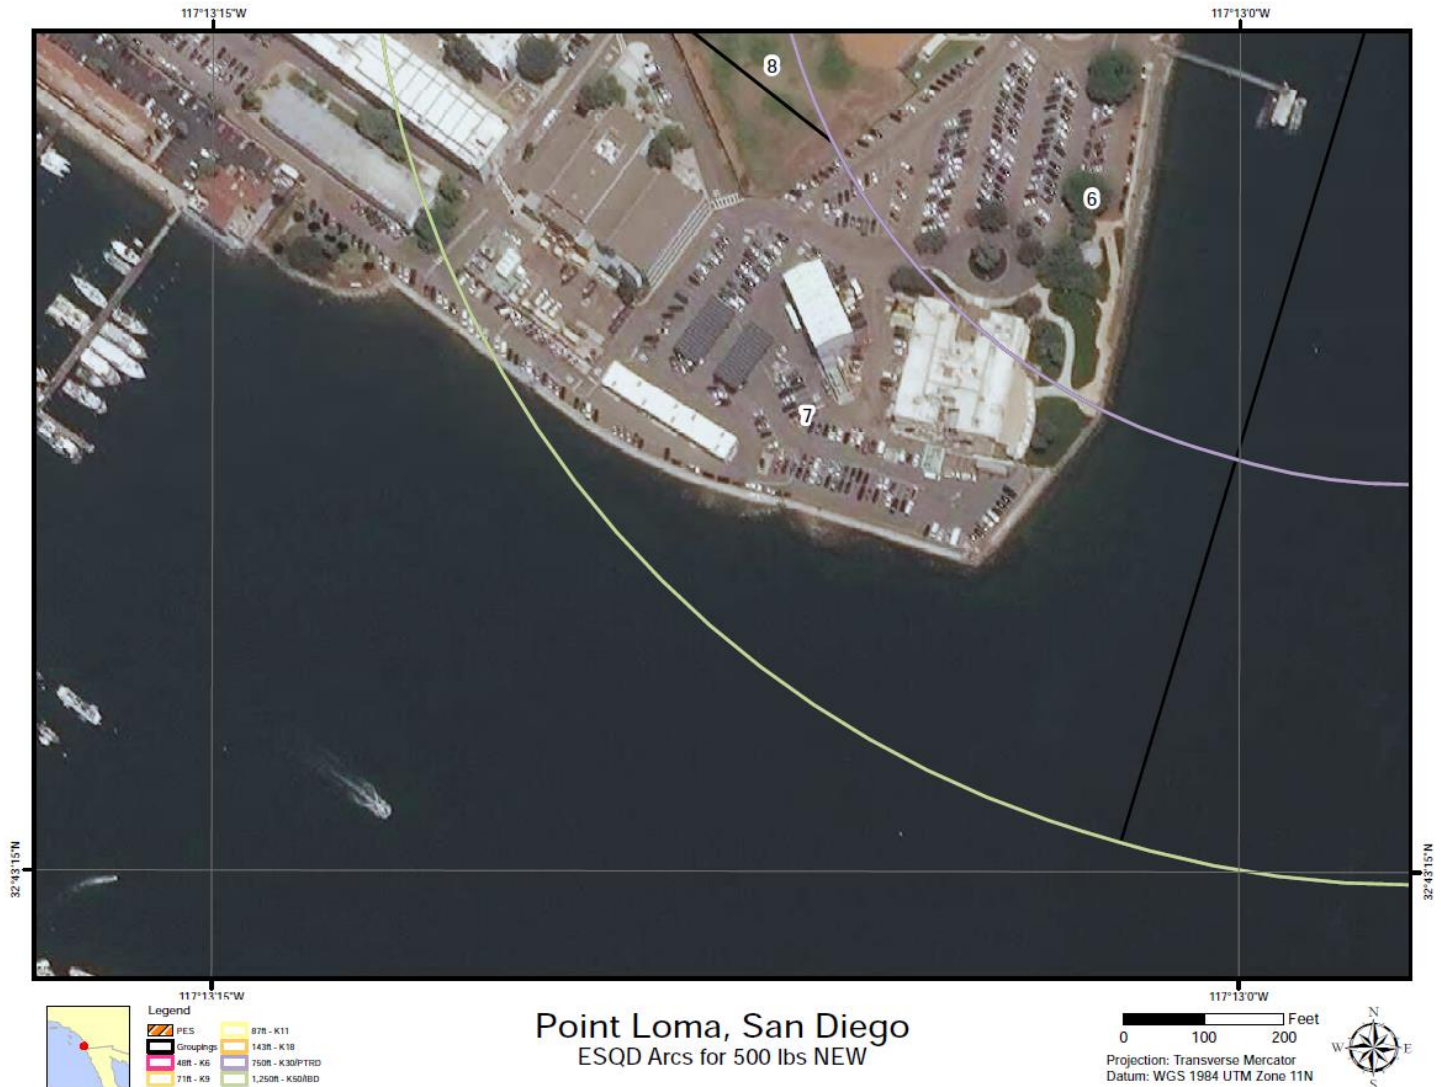 117°13'15"W
117°13'0"W
8
6
7
32°43'15"N
32°43'15"N
117°13'15"W
117°13'0"W
Legend
PES
Groupings
48ft - K6
71ft - K9
87ft - K11
143ft - K18
750ft - K30/PTRD
1,250ft - K50/IBD
Point Loma, San Diego
ESQD Arcs for 500 lbs NEW
Feet
0 100 200
Projection: Transverse Mercator
Datum: WGS 1984 UTM Zone 11N
N
W E
S